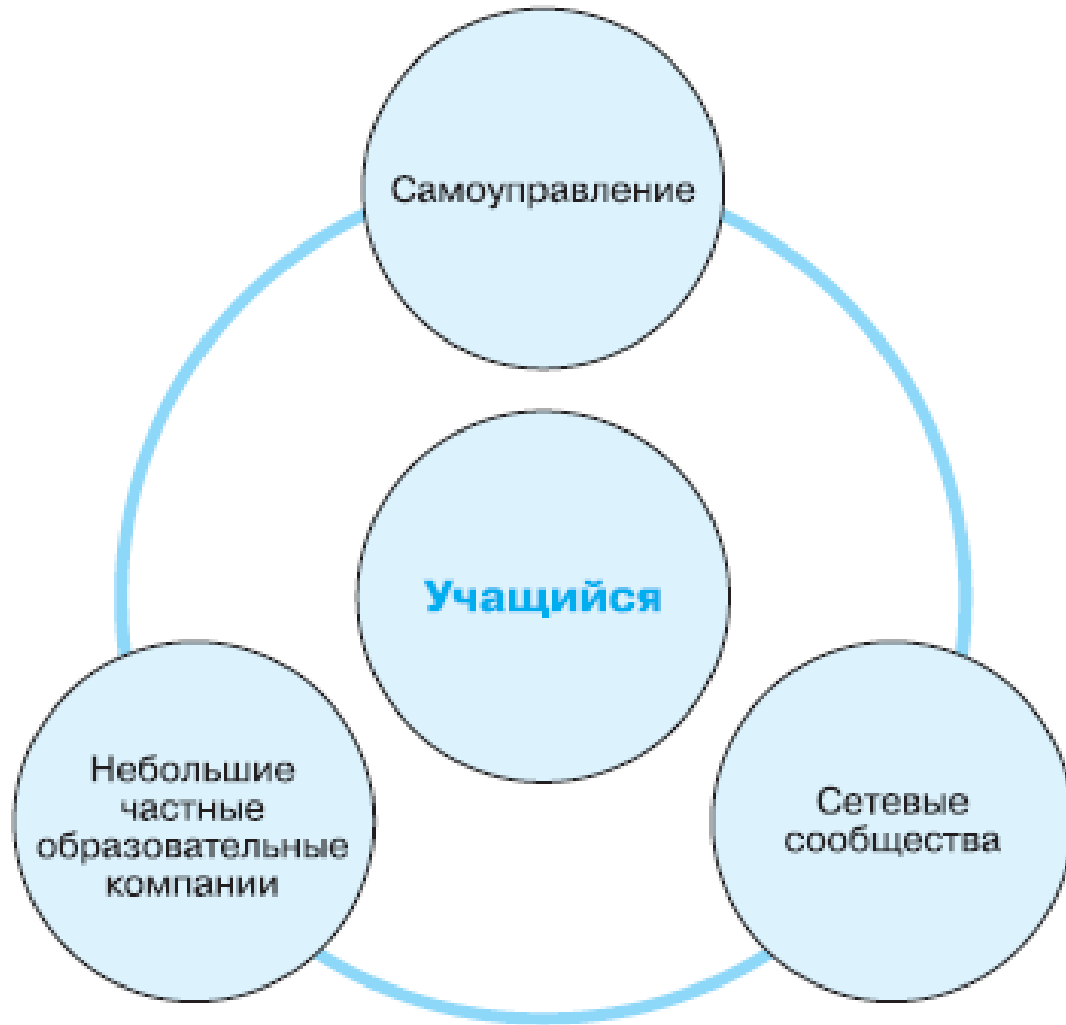 Самоуправление
Учащийся
Небольшие
частные
образовательные
компании
Сетевые
сообщества